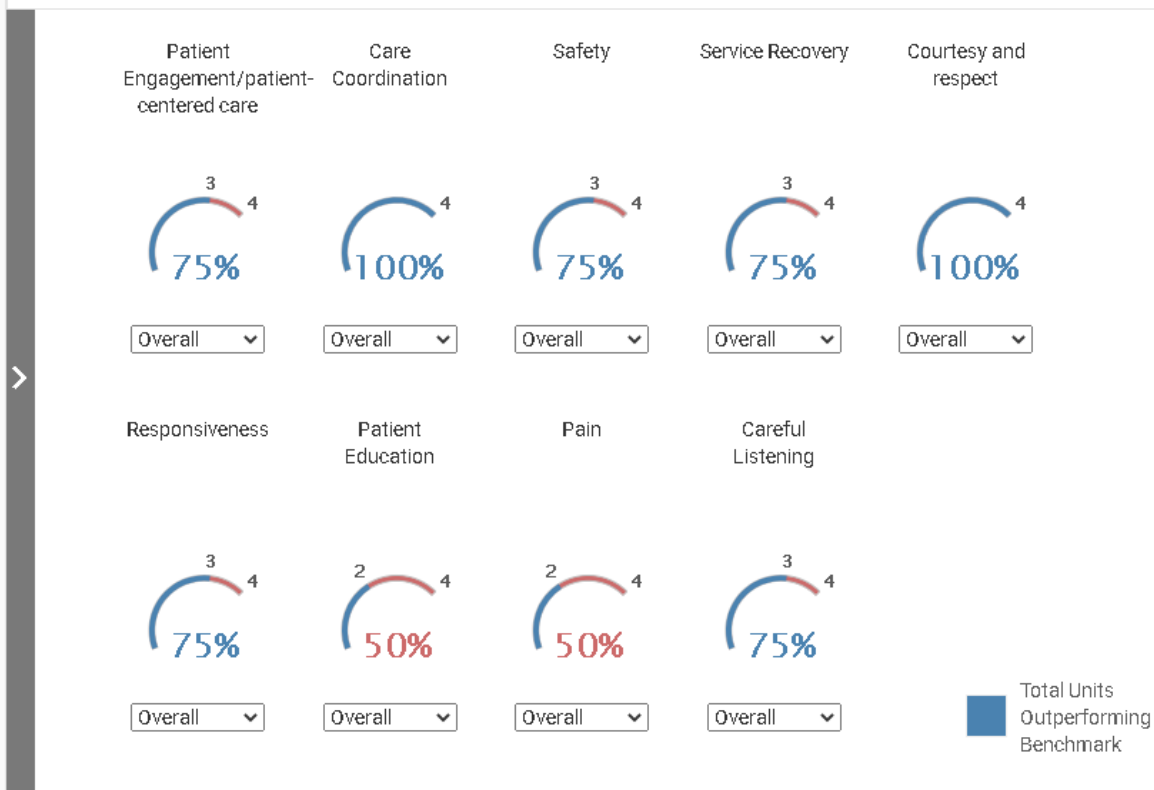 Patient
Engagement/patient-
centered care
Care
Coordination
Safety
Service Recovery
Courtesy and
respect
3
4
75%
4
100%
3
4
75%
3
4
75%
4
100%
Overall
Overall
Overall
Overall
Overall
Responsiveness
Patient
Education
Pain
Careful
Listening
3
4
75%
2
4
50%
2
4
50%
3
4
75%
Overall
Overall
Overall
Overall
Total Units
Outperforming
Benchmark